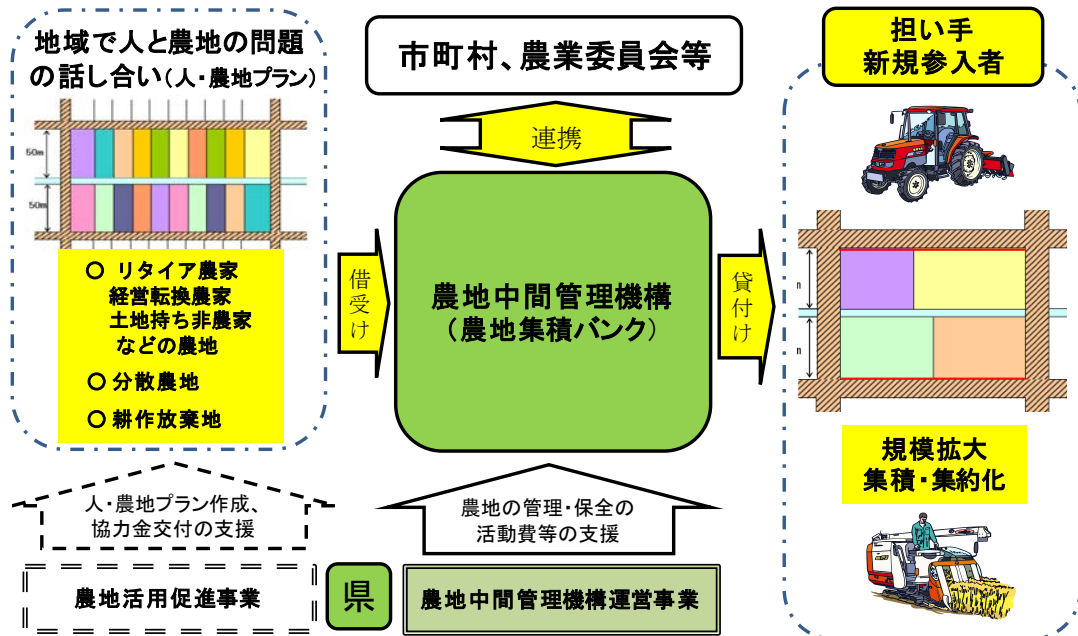 地域で人と農地の問題
の話し合い(人・農地プラン)
50m
50m
○ リタイア農家
経営転換農家
土地持ち非農家
などの農地
○ 分散農地
○ 耕作放棄地
人・農地プラン作成、
協力金交付の支援
農地活用促進事業
市町村、農業委員会等
連携
借受け
農地中間管理機構
(農地集積バンク)
貸付け
農地の管理・保全の
活動費等の支援
県
農地中間管理機構運営事業
担い手
新規参入者
規模拡大
集積・集約化